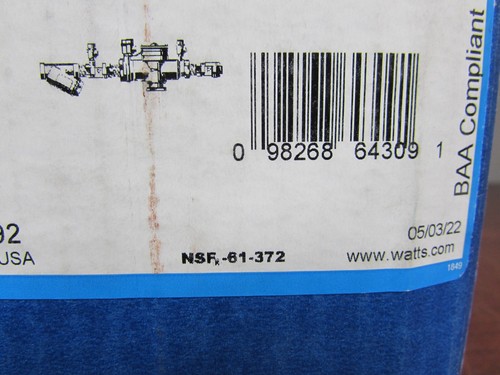 0 98268 64309 1
BAA Compliant
92
USA
NSF®-61-372
05/03/22
www.watts.com
1849